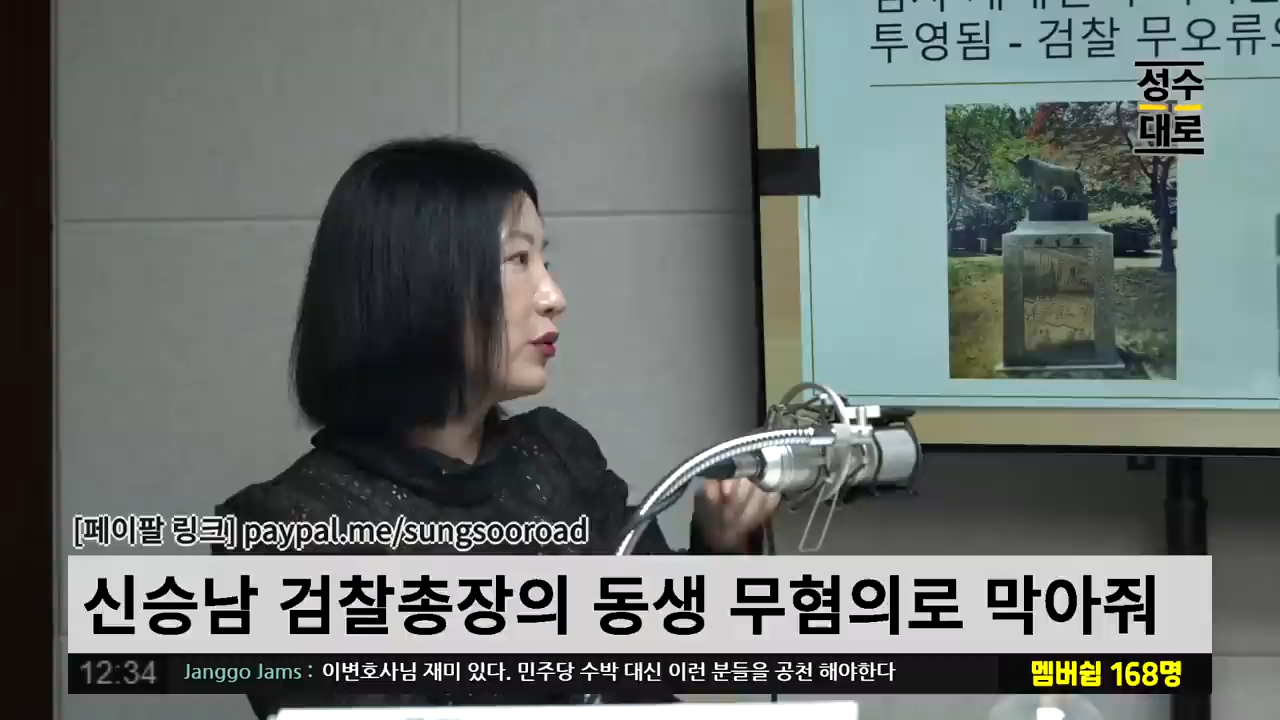 투영됨 - 검찰 무오류
성수
대로
[페이팔 링크] paypal.me/sungsooroad
신승남 검찰총장의 동생 무혐의로 막아줘
12:34 Janggo Jams : 이변호사님 재미 있다. 민주당 수박 대신 이런 분들을 공천 해야한다 멤버쉽 168명